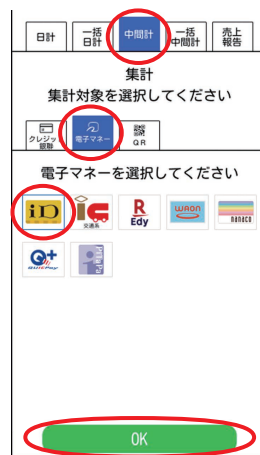 日計
一括
日計
中間計
一括
中間計
売上
報告
集計
集計対象を選択してください
クレジット
銀聯
電子マネー
QR
電子マネーを選択してください
iD
IC
交通系
R
Edy
WAON
nanaco
Q+
QUICPay
PiTaPa
OK